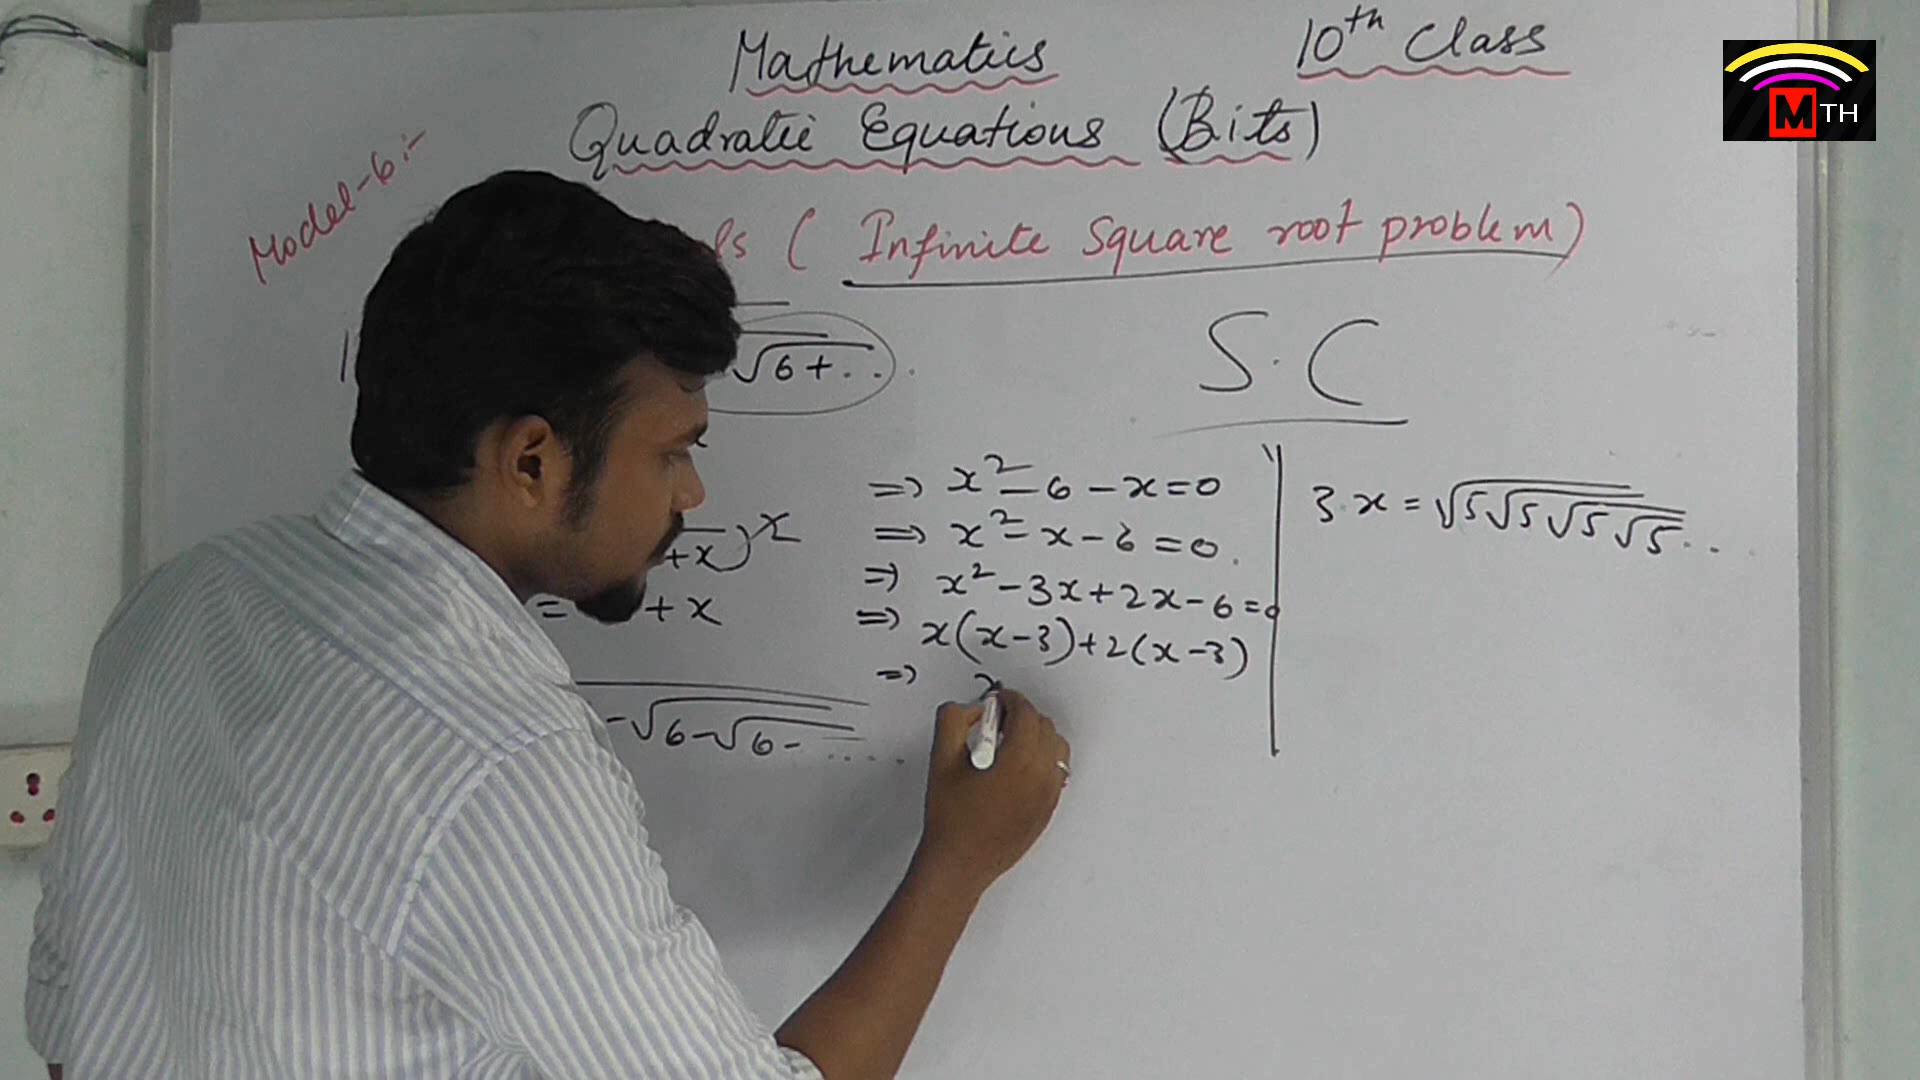 Mathematics
10th Class
Quadratic Equations (Bits)
Model-6:-
(Infinite Square root problem)
√6+...
S.C
+x) x
= +x
-√6-√6-.....
=> x²-6-x=0
=> x²-x-6=0.
=> x²-3x+2x-6=0
=> x(x-3)+2(x-3)
=> x
3. x = √5√5√5√5...
MTH